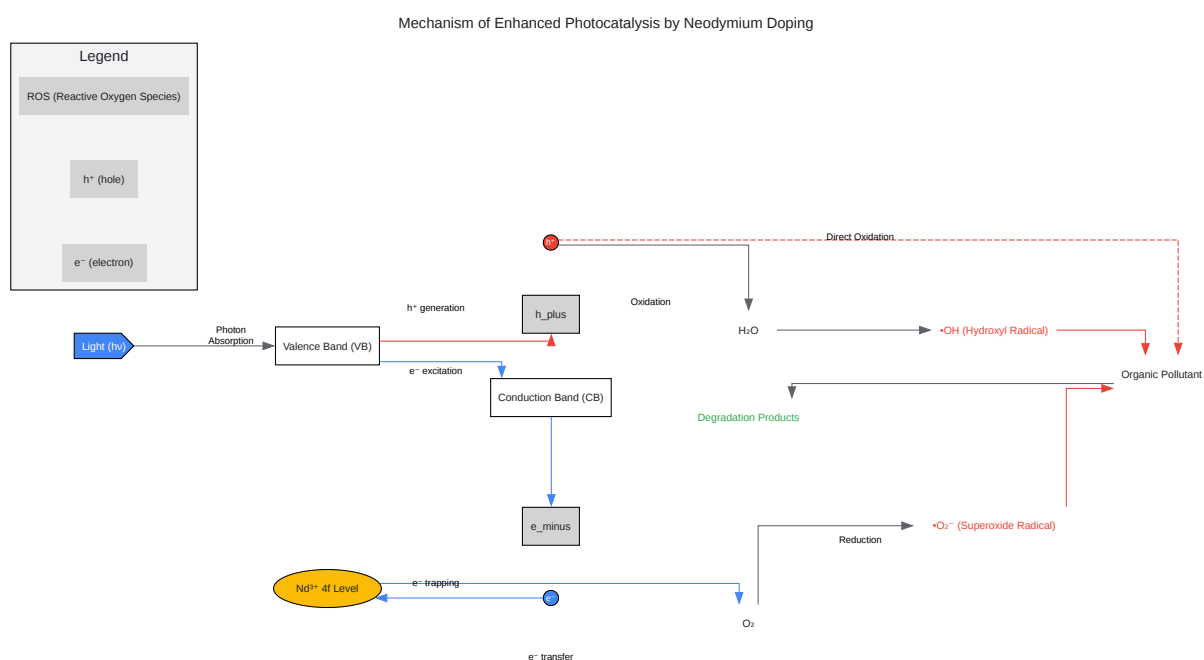 Mechanism of Enhanced Photocatalysis by Neodymium Doping
Legend
ROS (Reactive Oxygen Species)
h⁺ (hole)
e⁻ (electron)
h⁺
Direct Oxidation
h⁺ generation
h_plus
Oxidation
Light (hν)
Photon
Absorption
Valence Band (VB)
H₂O
•OH (Hydroxyl Radical)
e⁻ excitation
Organic Pollutant
Conduction Band (CB)
Degradation Products
e_minus
•O₂⁻ (Superoxide Radical)
Reduction
Nd³⁺ 4f Level
e⁻ trapping
e⁻
O₂
e⁻ transfer